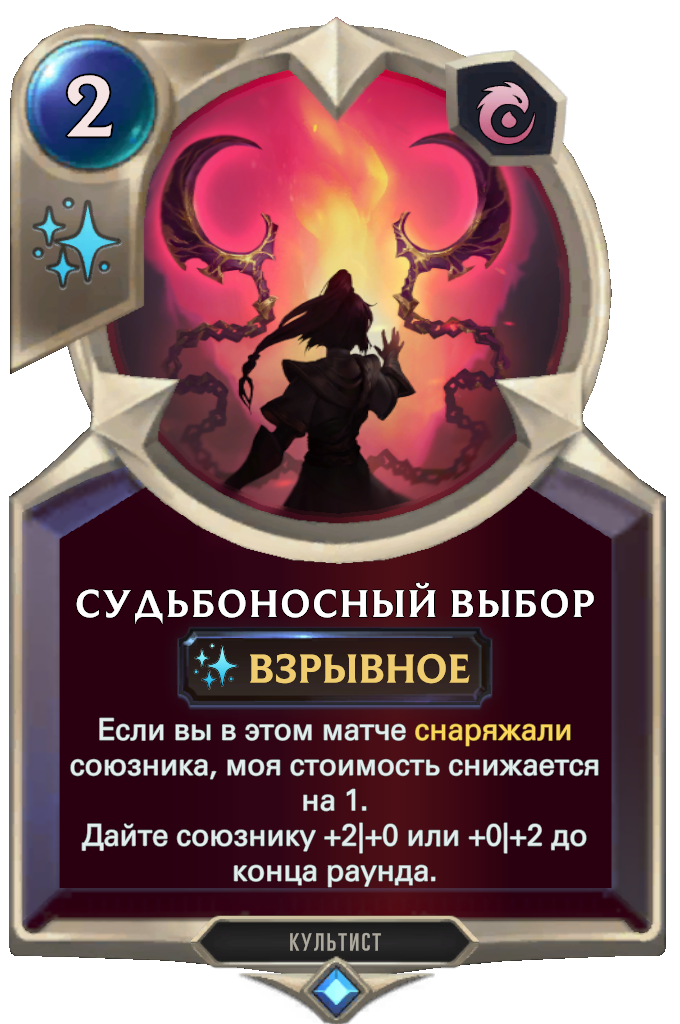 2
СУДЬБОНОСНЫЙ ВЫБОР
ВЗРЫВНОЕ
Если вы в этом матче снаряжали
союзника, моя стоимость снижается
на 1.
Дайте союзнику +2|+0 или +0|+2 до
конца раунда.
КУЛЬТИСТ